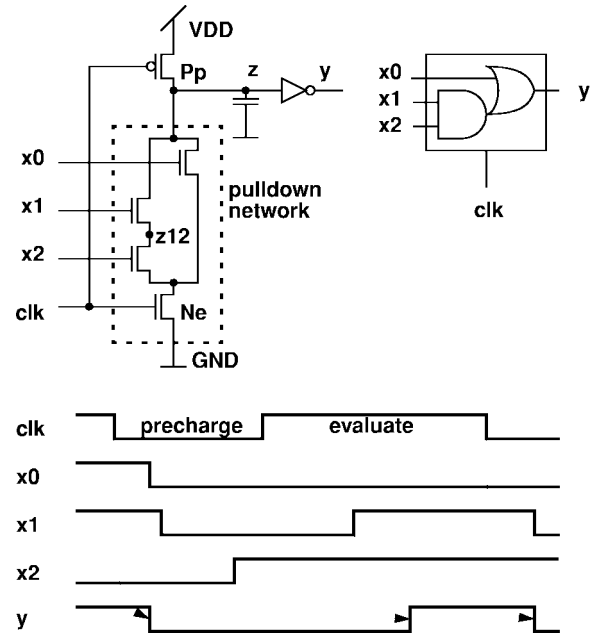 VDD
Pp
z
y
x0
x1
x2
y
clk
x0
x1
x2
clk
z12
pulldown
network
Ne
GND
clk
precharge
evaluate
x0
x1
x2
y